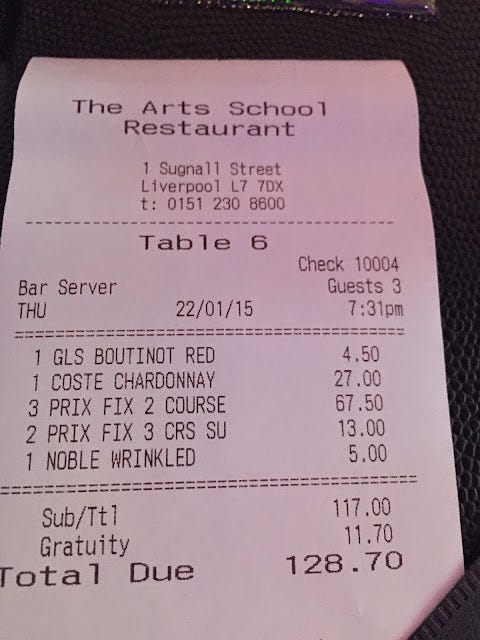 The Arts School
Restaurant
1 Sugnall Street
Liverpool L7 7DX
t: 0151 230 8600
Table 6
Check 10004
Bar Server Guests 3
THU 22/01/15 7:31pm
1 GLS BOUTINOT RED 4.50
1 COSTE CHARDONNAY 27.00
3 PRIX FIX 2 COURSE 67.50
2 PRIX FIX 3 CRS SU 13.00
1 NOBLE WRINKLED 5.00
Sub/Ttl 117.00
Gratuity 11.70
Total Due 128.70